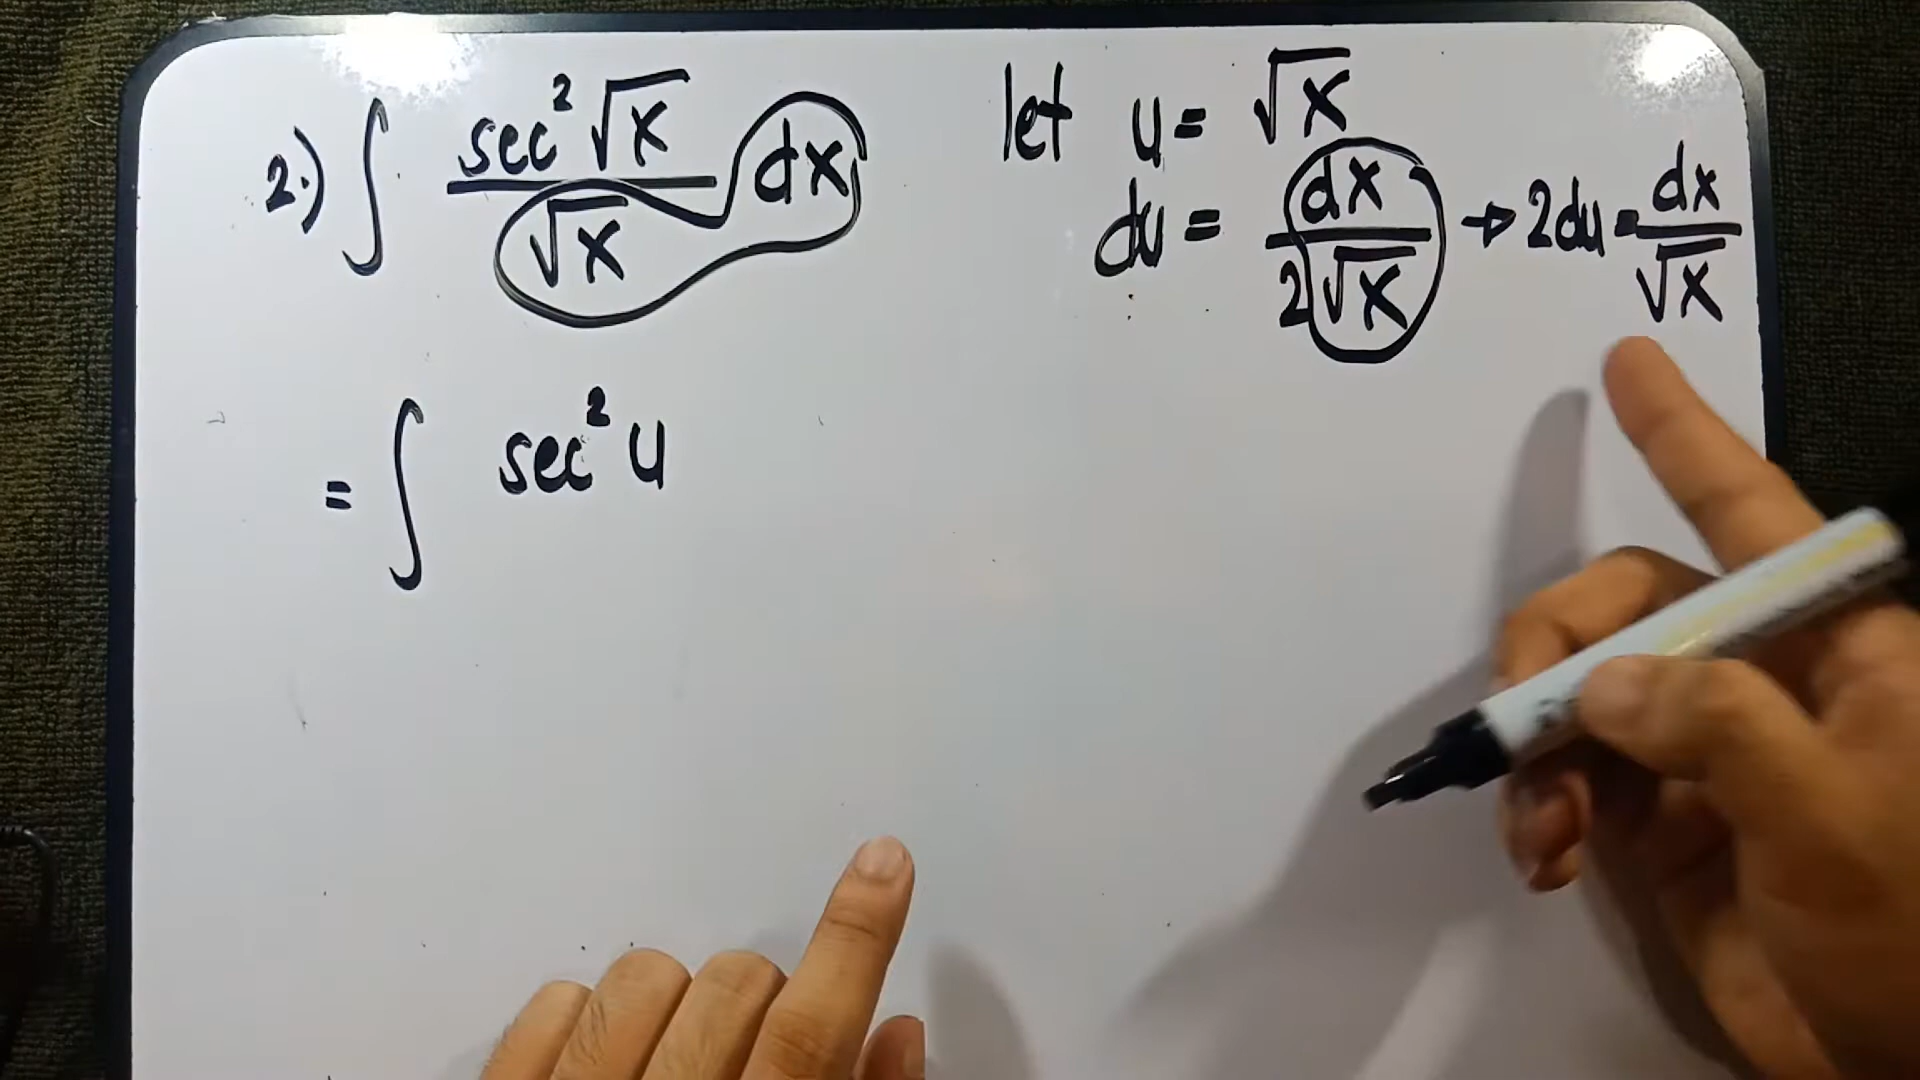 2.) ∫ sec² √x / √x dx
let u = √x
du = dx / 2√x → 2du = dx / √x
= ∫ sec² u